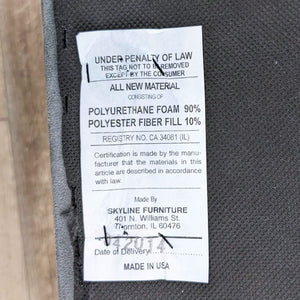 UNDER PENALTY OF LAW
THIS TAG NOT TO BE REMOVED
EXCEPT BY THE CONSUMER
ALL NEW MATERIAL
CONSISTING OF
POLYURETHANE FOAM 90%
POLYESTER FIBER FILL 10%
REGISTRY NO. CA 34081 (IL)
Certification is made by the manu-
facturer that the materials in this
article are described in accordance
with law.
Made By
SKYLINE FURNITURE
401 N. Williams St.
Thornton, IL 60476
Date of Delivery
MADE IN USA